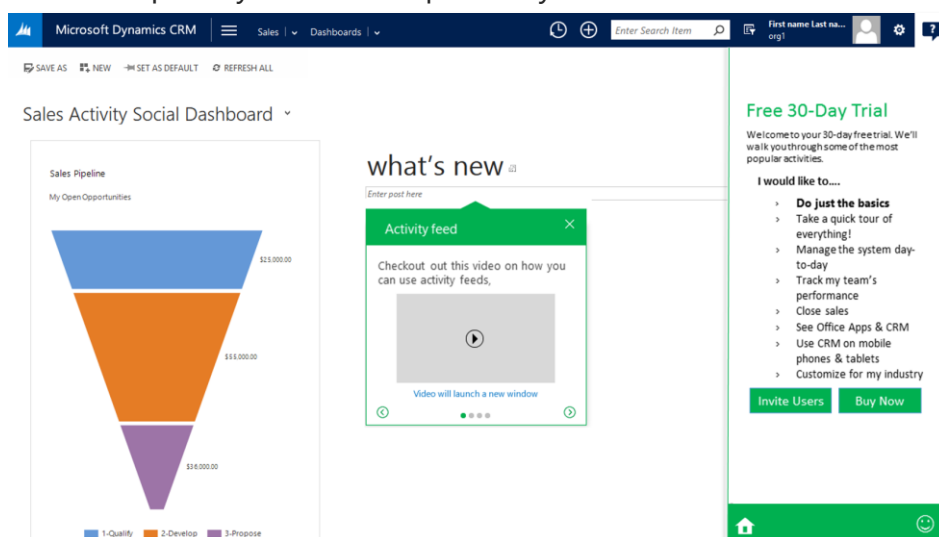 Microsoft Dynamics CRM
Sales
Dashboards
Enter Search Item
First name Last na...
org1
?
SAVE AS
NEW
SET AS DEFAULT
REFRESH ALL
Sales Activity Social Dashboard
Sales Pipeline
My Open Opportunities
$25,000.00
$55,000.00
$36,000.00
1-Qualify 2-Develop 3-Propose
what's new
Enter post here
Activity feed
Checkout out this video on how you
can use activity feeds,
Video will launch a new window
Free 30-Day Trial
Welcome to your 30-day free trial. We'll
walk you through some of the most
popular activities.
I would like to....
Do just the basics
Take a quick tour of
everything!
Manage the system day-
to-day
Track my team's
performance
Close sales
See Office Apps & CRM
Use CRM on mobile
phones & tablets
Customize for my industry
Invite Users
Buy Now